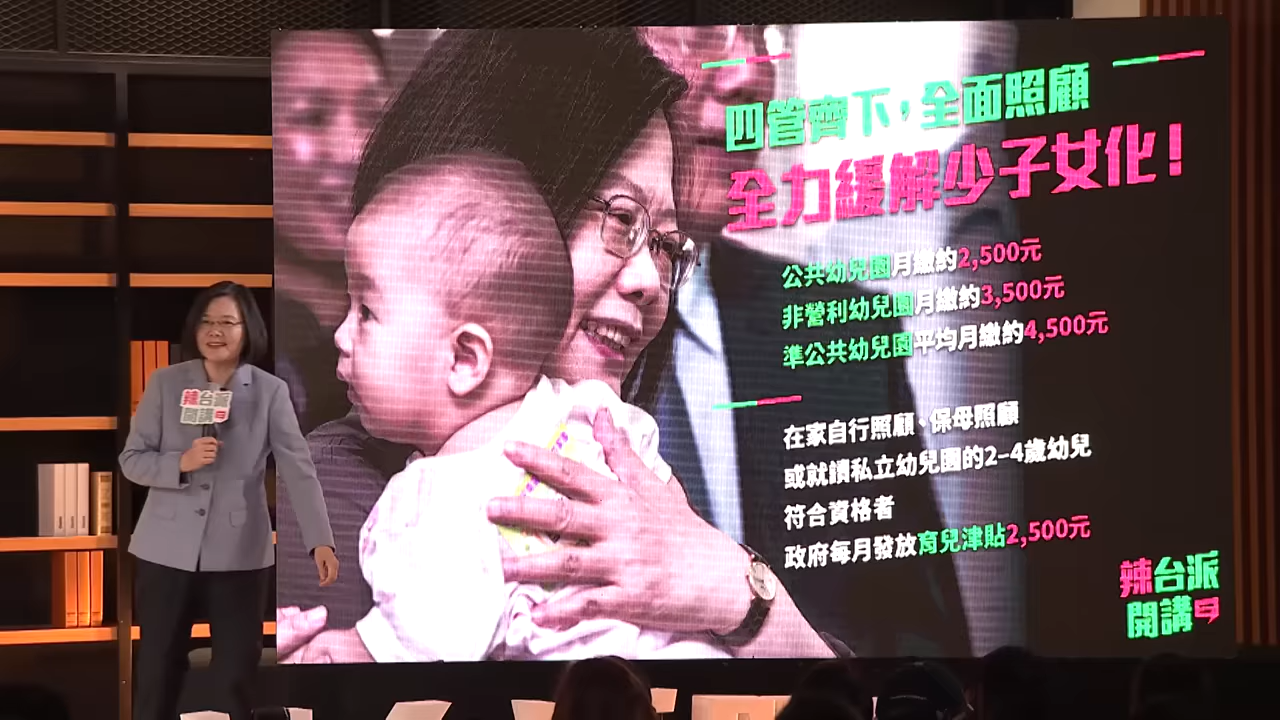 四管齊下，全面照顧
全力緩解少子女化！
公共幼兒園月繳約2,500元
非營利幼兒園月繳約3,500元
準公共幼兒園平均月繳約4,500元
在家自行照顧、保母照顧
或就讀私立幼兒園的2-4歲幼兒
符合資格者
政府每月發放育兒津貼2,500元
辣台派
開講
辣台派
開講